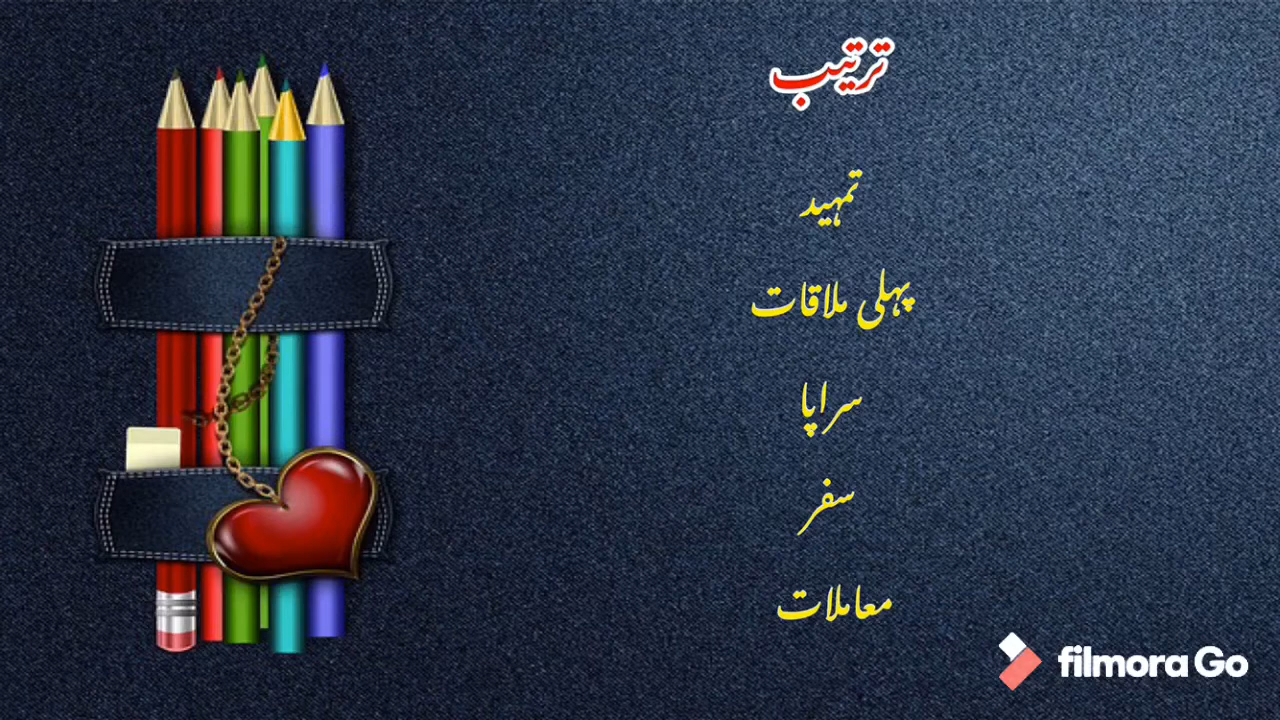 ترتیب
تمہید
پہلی ملاقات
سراپا
سفر
معاملات
filmora Go